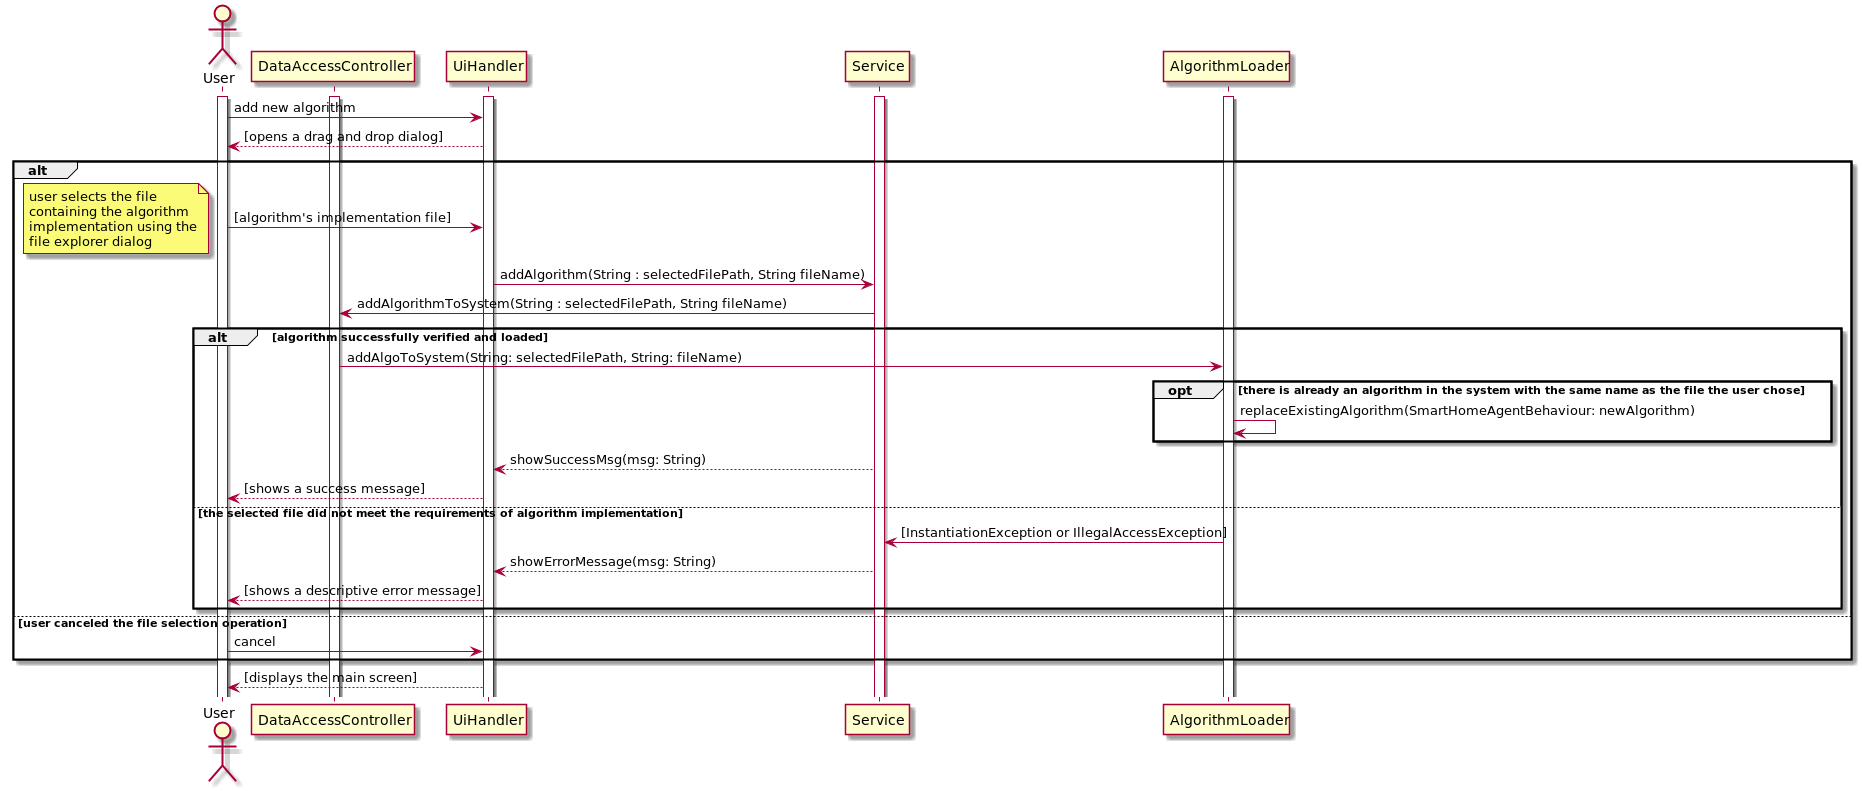 User
DataAccessController
UiHandler
Service
AlgorithmLoader
add new algorithm
[opens a drag and drop dialog]
alt
user selects the file
containing the algorithm
implementation using the
file explorer dialog
[algorithm's implementation file]
addAlgorithm(String : selectedFilePath, String fileName)
addAlgorithmToSystem(String : selectedFilePath, String fileName)
alt
[algorithm successfully verified and loaded]
addAlgoToSystem(String: selectedFilePath, String: fileName)
opt
[there is already an algorithm in the system with the same name as the file the user chose]
replaceExistingAlgorithm(SmartHomeAgentBehaviour: newAlgorithm)
showSuccessMsg(msg: String)
[shows a success message]
[the selected file did not meet the requirements of algorithm implementation]
[InstantiationException or IllegalAccessException]
showErrorMessage(msg: String)
[shows a descriptive error message]
[user canceled the file selection operation]
cancel
[displays the main screen]
User
DataAccessController
UiHandler
Service
AlgorithmLoader